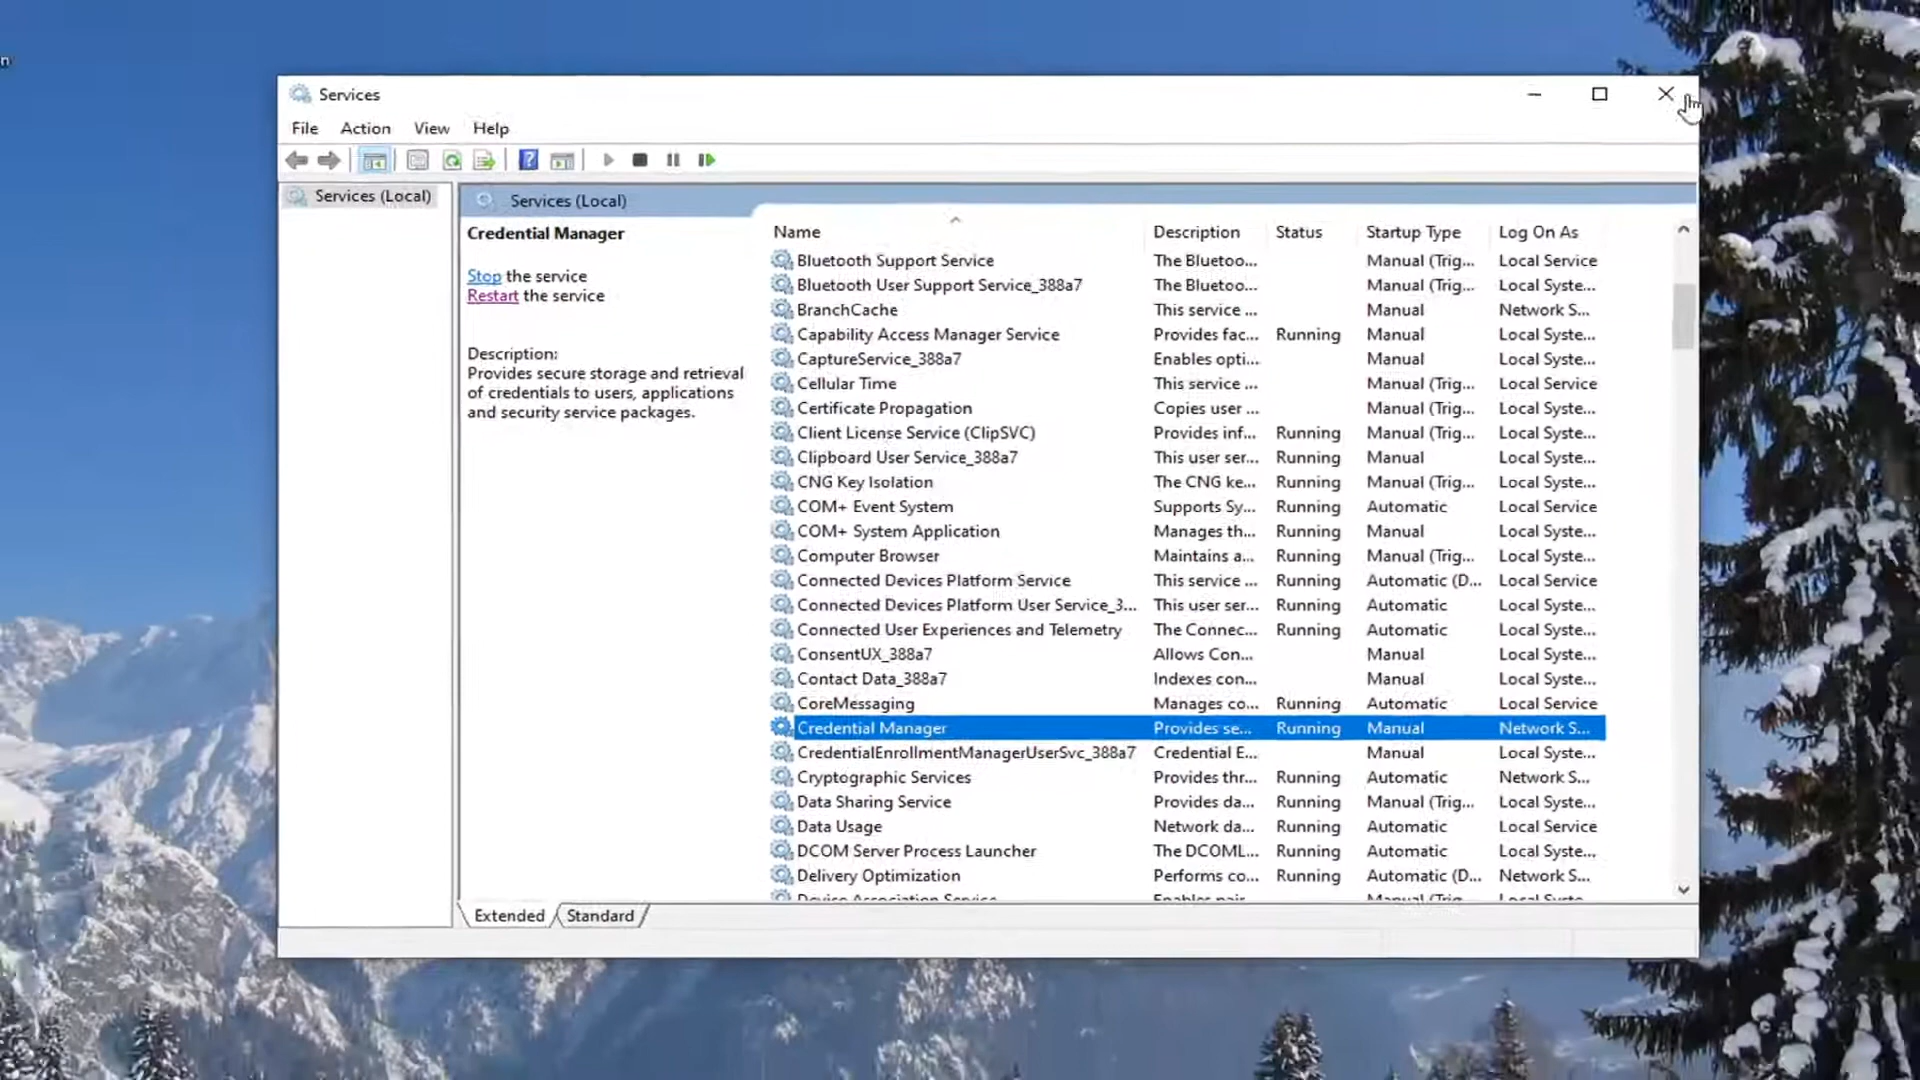 n
Services
File Action View Help
Services (Local)
Services (Local)
Credential Manager
Stop the service
Restart the service
Description:
Provides secure storage and retrieval
of credentials to users, applications
and security service packages.
Name Description Status Startup Type Log On As
Bluetooth Support Service The Bluetoo... Manual (Trig... Local Service
Bluetooth User Support Service_388a7 The Bluetoo... Manual (Trig... Local Syste...
BranchCache This service ... Manual Network S...
Capability Access Manager Service Provides fac... Running Manual Local Syste...
CaptureService_388a7 Enables opti... Manual Local Syste...
Cellular Time This service ... Manual (Trig... Local Service
Certificate Propagation Copies user ... Manual (Trig... Local Syste...
Client License Service (ClipSVC) Provides inf... Running Manual (Trig... Local Syste...
Clipboard User Service_388a7 This user ser... Running Manual Local Syste...
CNG Key Isolation The CNG ke... Running Manual (Trig... Local Syste...
COM+ Event System Supports Sy... Running Automatic Local Service
COM+ System Application Manages th... Running Manual Local Syste...
Computer Browser Maintains a... Running Manual (Trig... Local Syste...
Connected Devices Platform Service This service ... Running Automatic (D... Local Service
Connected Devices Platform User Service_3... This user ser... Running Automatic Local Syste...
Connected User Experiences and Telemetry The Connec... Running Automatic Local Syste...
ConsentUX_388a7 Allows Con... Manual Local Syste...
Contact Data_388a7 Indexes con... Manual Local Syste...
CoreMessaging Manages co... Running Automatic Local Service
Credential Manager Provides se... Running Manual Network S...
CredentialEnrollmentManagerUserSvc_388a7 Credential E... Manual Local Syste...
Cryptographic Services Provides thr... Running Automatic Network S...
Data Sharing Service Provides da... Running Manual (Trig... Local Syste...
Data Usage Network da... Running Automatic Local Service
DCOM Server Process Launcher The DCOML... Running Automatic Local Syste...
Delivery Optimization Performs co... Running Automatic (D... Network S...
Device Association Service Enables pair... Manual (Trig... Local Syste...
Extended Standard